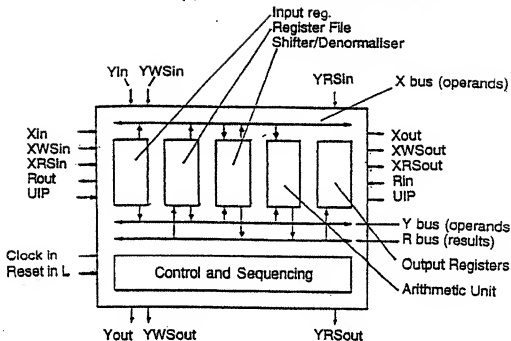 Input reg.
Register File
Shifter/Denormaliser
YIn YWSin
YRSin
X bus (operands)
Xin
XWSin
XRSin
Rout
UIP
Xout
XWSout
XRSout
Rin
UIP
Y bus (operands
R bus (results)
Clock in
Reset in L
Control and Sequencing
Output Registers
Arithmetic Unit
Yout YWSout
YRSout